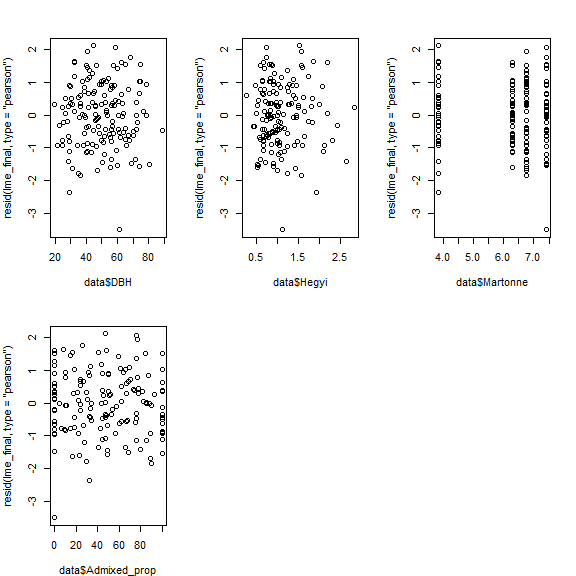 resid(lme_final, type = "pearson")
2
1
0
-1
-2
-3
20 40 60 80
data$DBH
resid(lme_final, type = "pearson")
2
1
0
-1
-2
-3
0.5 1.5 2.5
data$Hegyi
resid(lme_final, type = "pearson")
2
1
0
-1
-2
-3
4.0 5.0 6.0 7.0
data$Martonne
resid(lme_final, type = "pearson")
2
1
0
-1
-2
-3
0 20 40 60 80
data$Admixed_prop